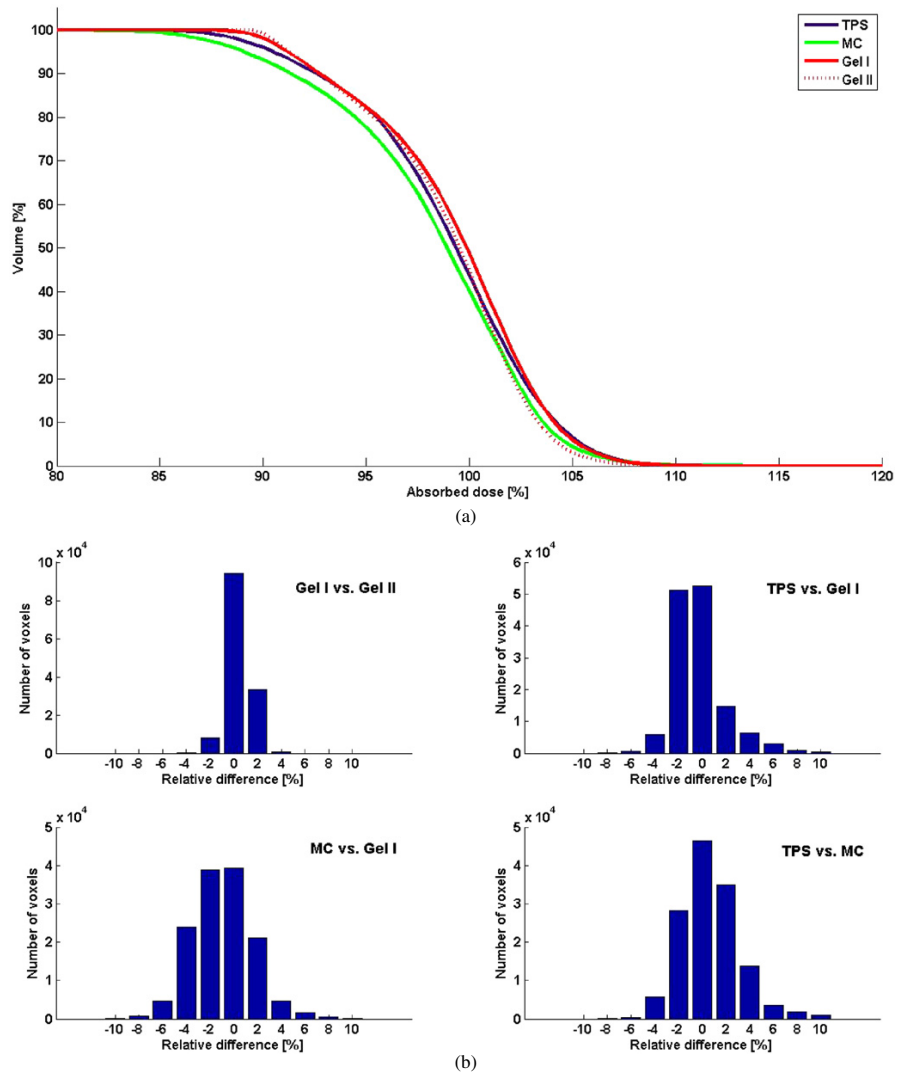 100
90
80
70
60
50
40
30
20
10
0
Volume [%]
80 85 90 95 100 105 110 115 120
Absorbed dose [%]
TPS
MC
Gel I
Gel II
(a)
x 10^4
10
8
6
4
2
0
Number of voxels
Gel I vs. Gel II
-10 -8 -6 -4 -2 0 2 4 6 8 10
Relative difference [%]
x 10^4
6
5
4
3
2
1
0
Number of voxels
TPS vs. Gel I
-10 -8 -6 -4 -2 0 2 4 6 8 10
Relative difference [%]
x 10^4
5
4
3
2
1
0
Number of voxels
MC vs. Gel I
-10 -8 -6 -4 -2 0 2 4 6 8 10
Relative difference [%]
x 10^4
5
4
3
2
1
0
Number of voxels
TPS vs. MC
-10 -8 -6 -4 -2 0 2 4 6 8 10
Relative difference [%]
(b)